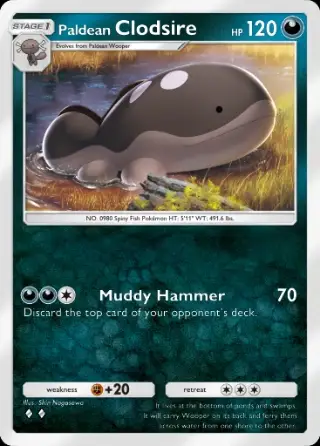 STAGE 1
Paldean Clodsire HP 120
Evolves from Paldean Wooper
NO. 0980 Spiny Fish Pokémon HT: 5'11" WT: 491.6 lbs.
Muddy Hammer 70
Discard the top card of your opponent's deck.
weakness +20 retreat
Illus. Shin Nagasawa
It lives at the bottom of ponds and swamps.
It will carry Wooper on its back and ferry them
across water from one shore to the other.